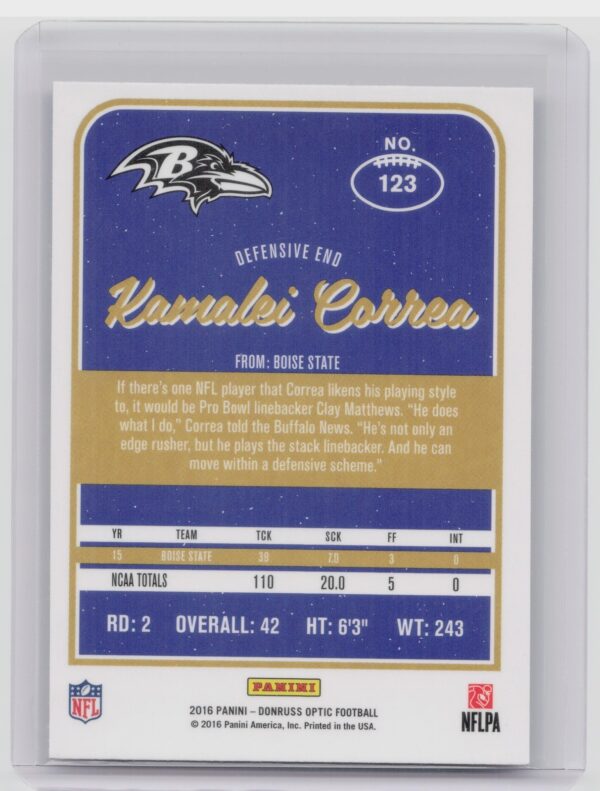 B
NO.
123
DEFENSIVE END
Kamalei Correa
FROM: BOISE STATE
If there's one NFL player that Correa likens his playing style
to, it would be Pro Bowl linebacker Clay Matthews. "He does
what I do," Correa told the Buffalo News. "He's not only an
edge rusher, but he plays the stack linebacker. And he can
move within a defensive scheme."
YR TEAM TCK SCK FF INT
15 BOISE STATE 39 7.0 3 0
NCAA TOTALS 110 20.0 5 0
RD: 2 OVERALL: 42 HT: 6'3" WT: 243
NFL
PANINI
2016 PANINI – DONRUSS OPTIC FOOTBALL
© 2016 Panini America, Inc. Printed in the USA.
NFLPA